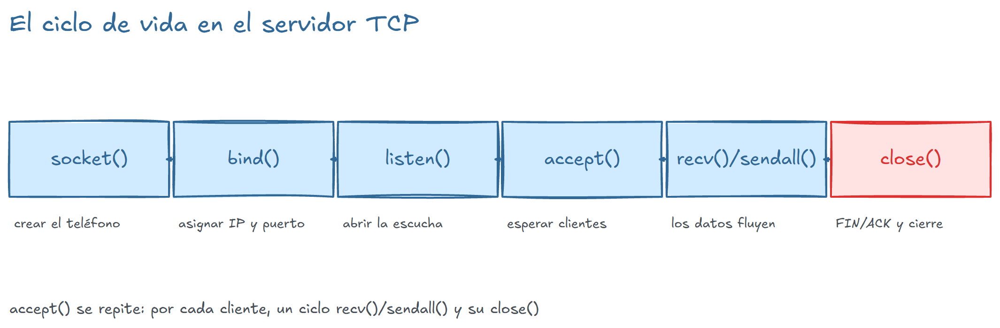 El ciclo de vida en el servidor TCP
socket()
bind()
listen()
accept()
recv()/sendall()
close()
crear el teléfono
asignar IP y puerto
abrir la escucha
esperar clientes
los datos fluyen
FIN/ACK y cierre
accept() se repite: por cada cliente, un ciclo recv()/sendall() y su close()